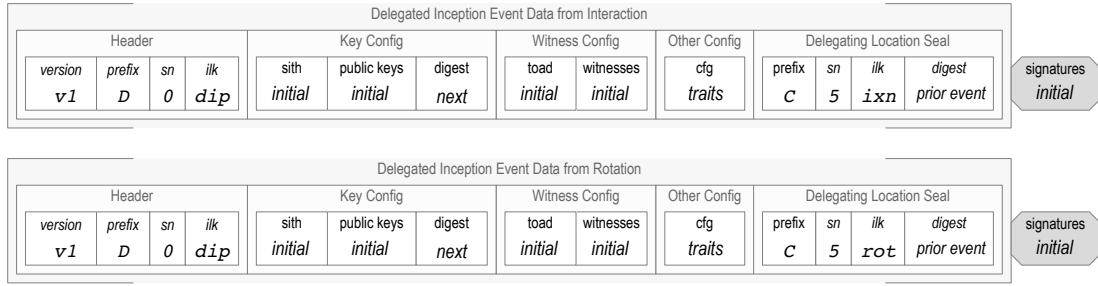 Delegated Inception Event Data from Interaction
Header Key Config Witness Config Other Config Delegating Location Seal
version prefix sn ilk sith public keys digest toad witnesses cfg prefix sn ilk digest signatures
v1 D 0 dip initial initial next initial initial traits C 5 ixn prior event initial
Delegated Inception Event Data from Rotation
Header Key Config Witness Config Other Config Delegating Location Seal
version prefix sn ilk sith public keys digest toad witnesses cfg prefix sn ilk digest signatures
v1 D 0 dip initial initial next initial initial traits C 5 rot prior event initial